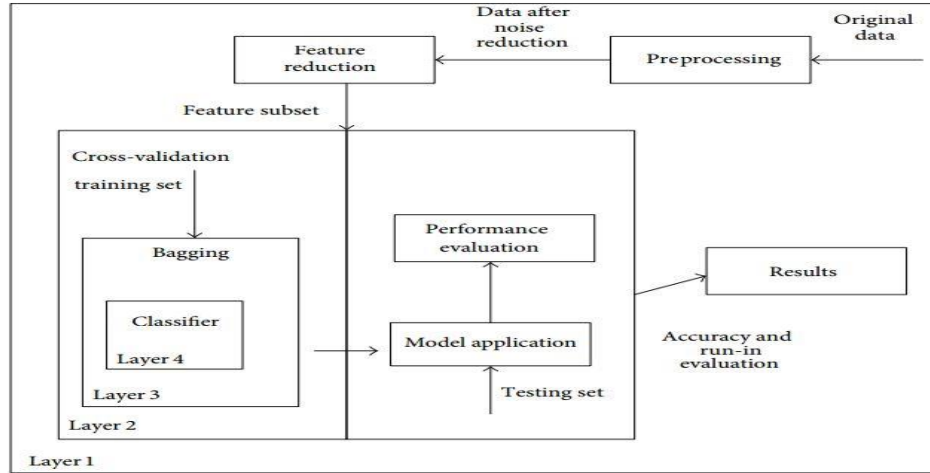 Original
data
Preprocessing
Data after
noise
reduction
Feature
reduction
Feature subset
Cross-validation
training set
Bagging
Classifier
Layer 4
Layer 3
Layer 2
Performance
evaluation
Model application
Testing set
Results
Accuracy and
run-in
evaluation
Layer 1